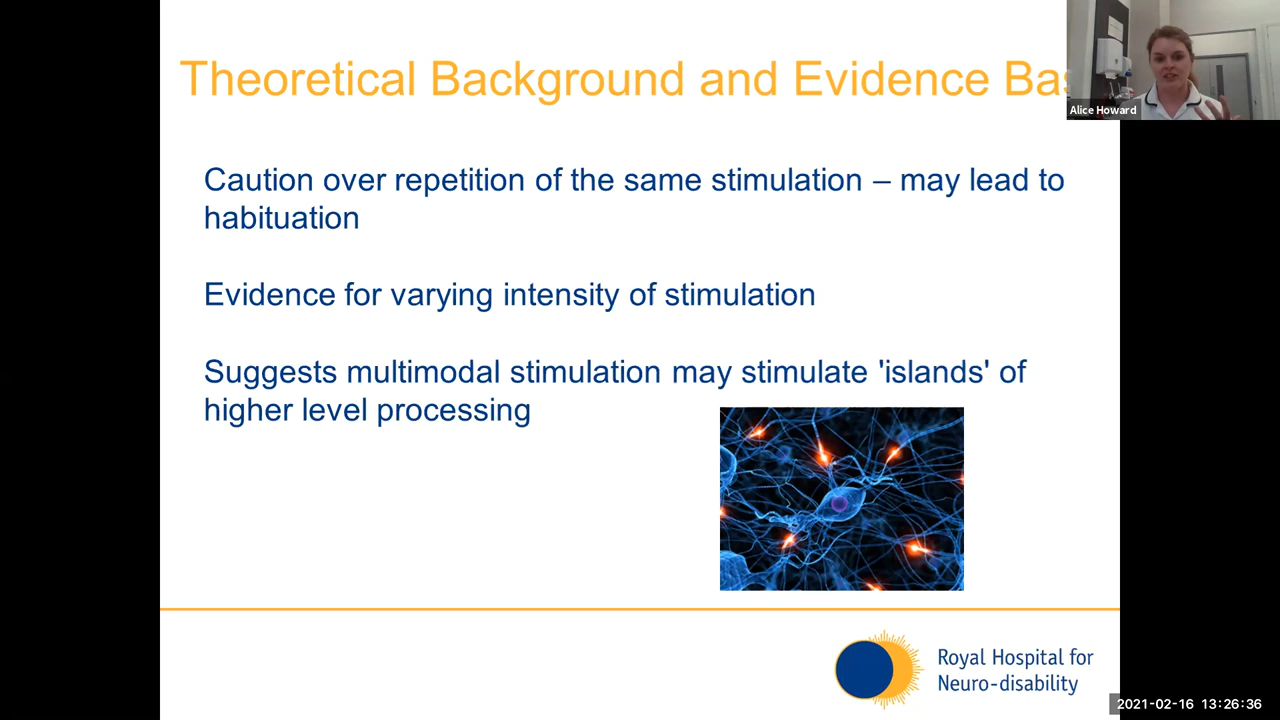 Theoretical Background and Evidence
Alice Howard
Caution over repetition of the same stimulation – may lead to
habituation
Evidence for varying intensity of stimulation
Suggests multimodal stimulation may stimulate 'islands' of
higher level processing
Royal Hospital for
Neuro-disability
2021-02-16 13:26:36